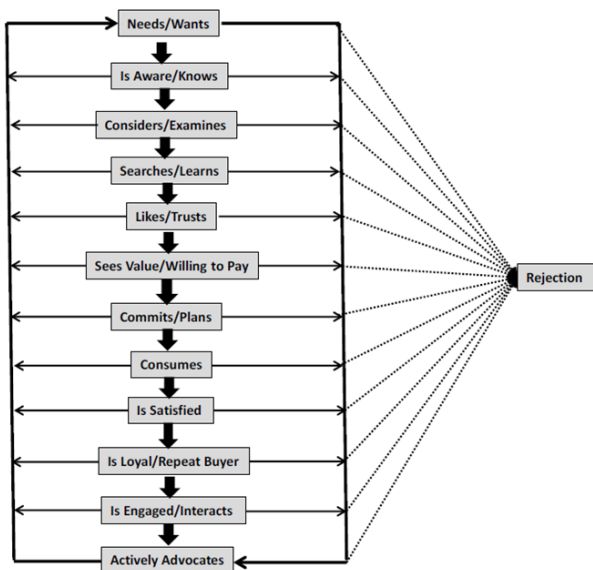 Needs/Wants
Is Aware/Knows
Considers/Examines
Searches/Learns
Likes/Trusts
Sees Value/Willing to Pay
Rejection
Commits/Plans
Consumes
Is Satisfied
Is Loyal/Repeat Buyer
Is Engaged/Interacts
Actively Advocates